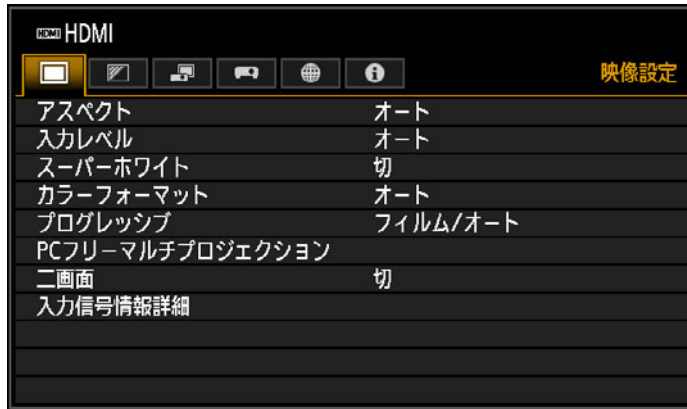 HDMI HDMI
映像設定
アスペクト オート
入力レベル オート
スーパーホワイト 切
カラーフォーマット オート
プログレッシブ フィルム/オート
PCフリーマルチプロジェクション
二画面 切
入力信号情報詳細